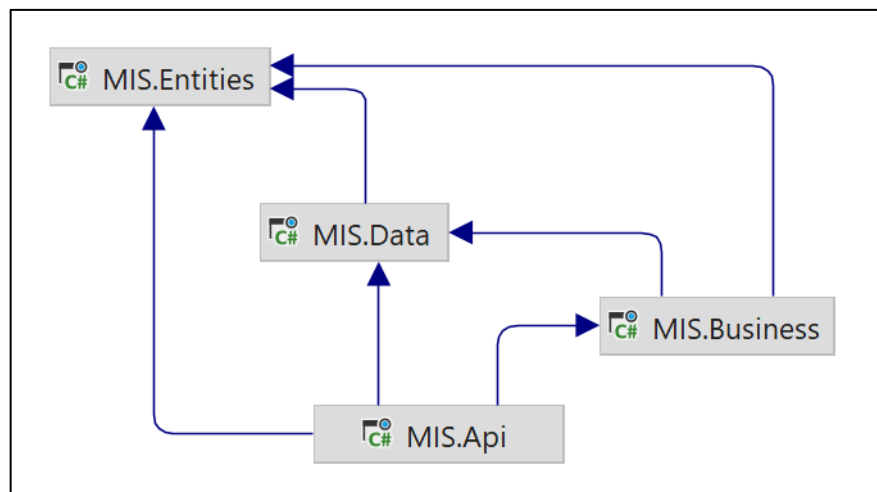 C# MIS.Entities
C# MIS.Data
C# MIS.Business
C# MIS.Api